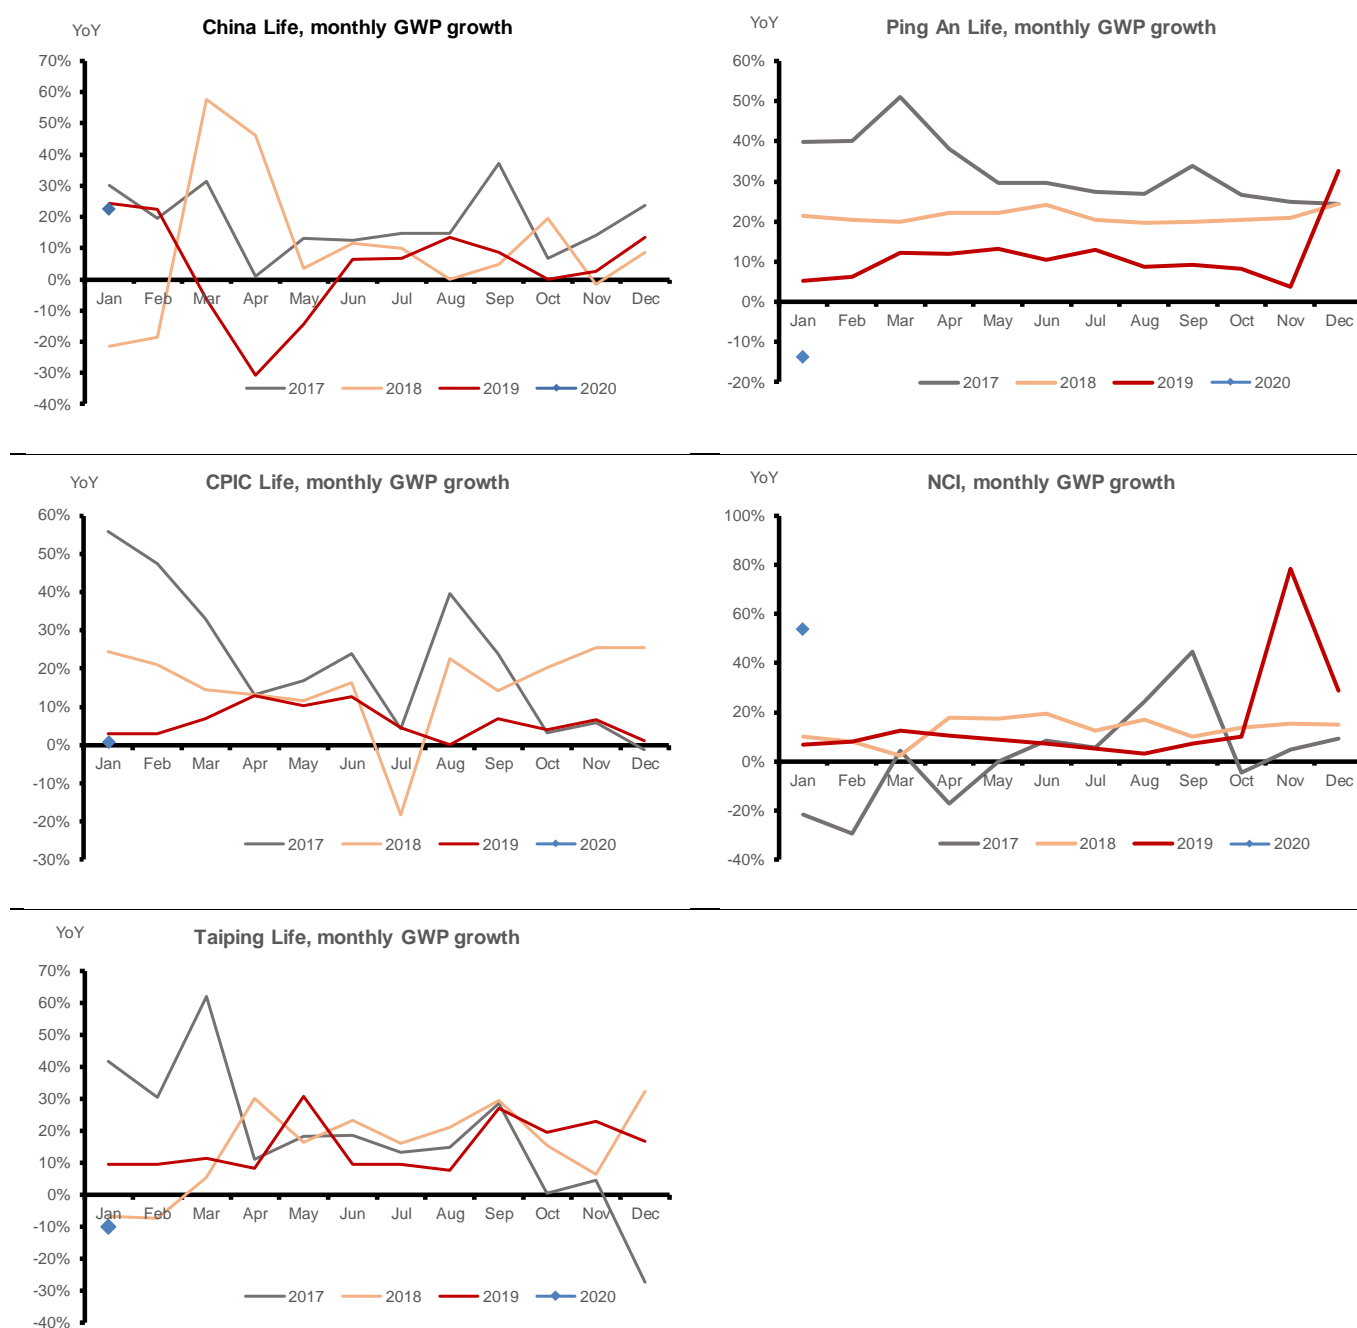 YoY
China Life, monthly GWP growth
70%
60%
50%
40%
30%
20%
10%
0%
-10%
-20%
-30%
-40%
Jan Feb Mar Apr May Jun Jul Aug Sep Oct Nov Dec
2017 2018 2019 2020
YoY
Ping An Life, monthly GWP growth
60%
50%
40%
30%
20%
10%
0%
-10%
-20%
Jan Feb Mar Apr May Jun Jul Aug Sep Oct Nov Dec
2017 2018 2019 2020
YoY
CPIC Life, monthly GWP growth
60%
50%
40%
30%
20%
10%
0%
-10%
-20%
-30%
Jan Feb Mar Apr May Jun Jul Aug Sep Oct Nov Dec
2017 2018 2019 2020
YoY
NCI, monthly GWP growth
100%
80%
60%
40%
20%
0%
-20%
-40%
Jan Feb Mar Apr May Jun Jul Aug Sep Oct Nov Dec
2017 2018 2019 2020
YoY
Taiping Life, monthly GWP growth
70%
60%
50%
40%
30%
20%
10%
0%
-10%
-20%
-30%
-40%
Jan Feb Mar Apr May Jun Jul Aug Sep Oct Nov Dec
2017 2018 2019 2020